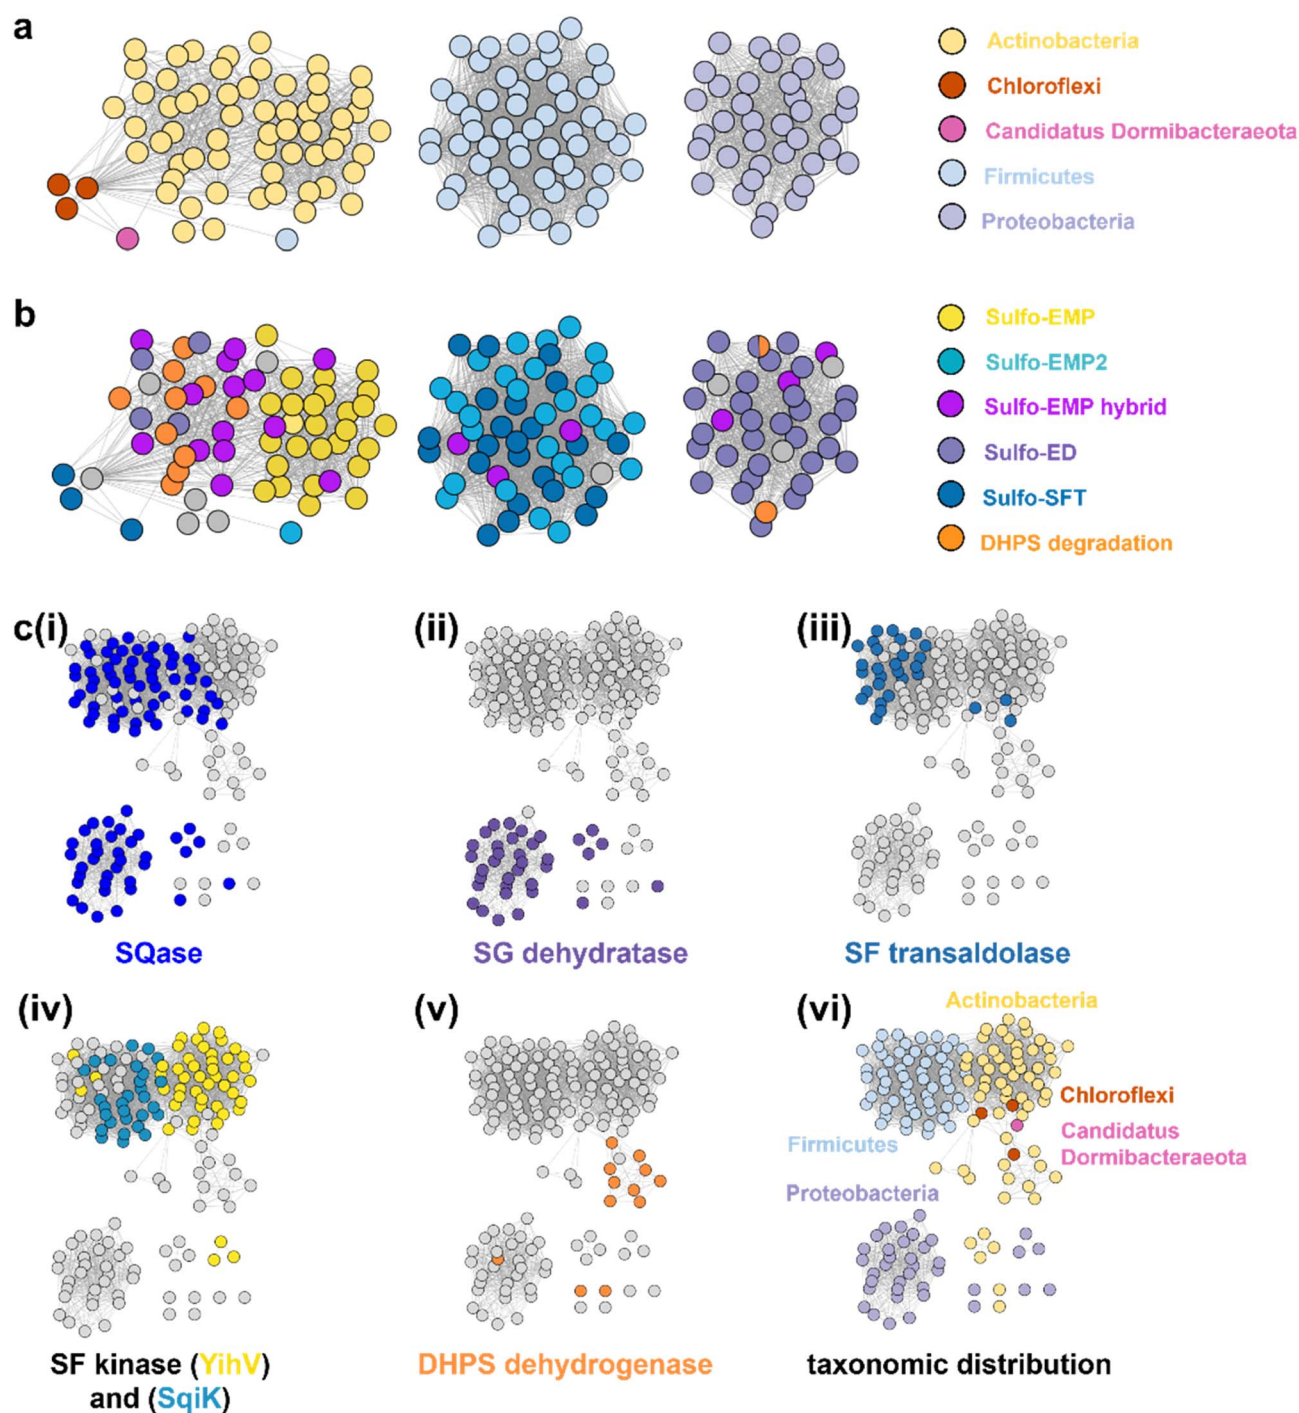 a
Actinobacteria
Chloroflexi
Candidatus Dormibacteraeota
Firmicutes
Proteobacteria
b
Sulfo-EMP
Sulfo-EMP2
Sulfo-EMP hybrid
Sulfo-ED
Sulfo-SFT
DHPS degradation
c(i)
(ii)
(iii)
SQase
SG dehydratase
SF transaldolase
(iv)
(v)
(vi)
Actinobacteria
Chloroflexi
Candidatus
Dormibacteraeota
Firmicutes
Proteobacteria
SF kinase (YihV)
and (SqiK)
DHPS dehydrogenase
taxonomic distribution